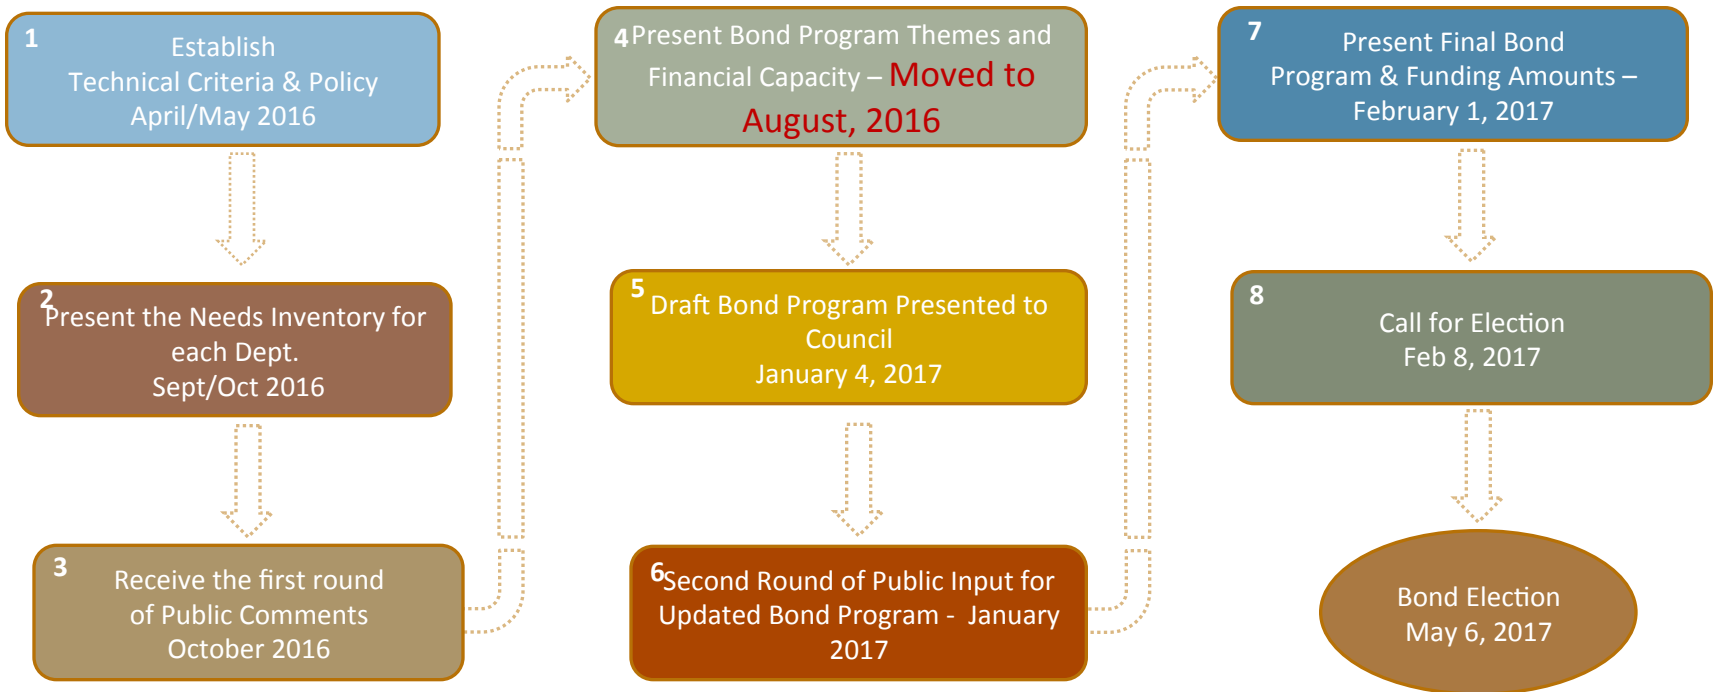 1
Establish
Technical Criteria & Policy
April/May 2016
2
Present the Needs Inventory for
each Dept.
Sept/Oct 2016
3
Receive the first round
of Public Comments
October 2016
4
Present Bond Program Themes and
Financial Capacity – Moved to
August, 2016
5
Draft Bond Program Presented to
Council
January 4, 2017
6
Second Round of Public Input for
Updated Bond Program - January
2017
7
Present Final Bond
Program & Funding Amounts –
February 1, 2017
8
Call for Election
Feb 8, 2017
Bond Election
May 6, 2017